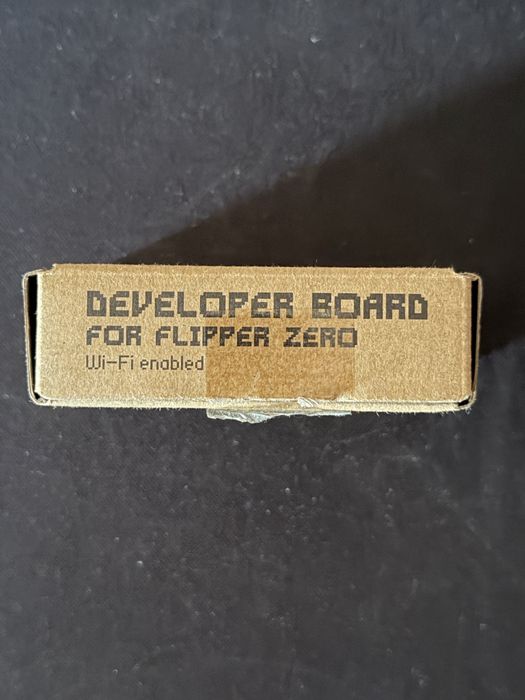 DEVELOPER BOARD
FOR FLIPPER ZERO
Wi-Fi enabled